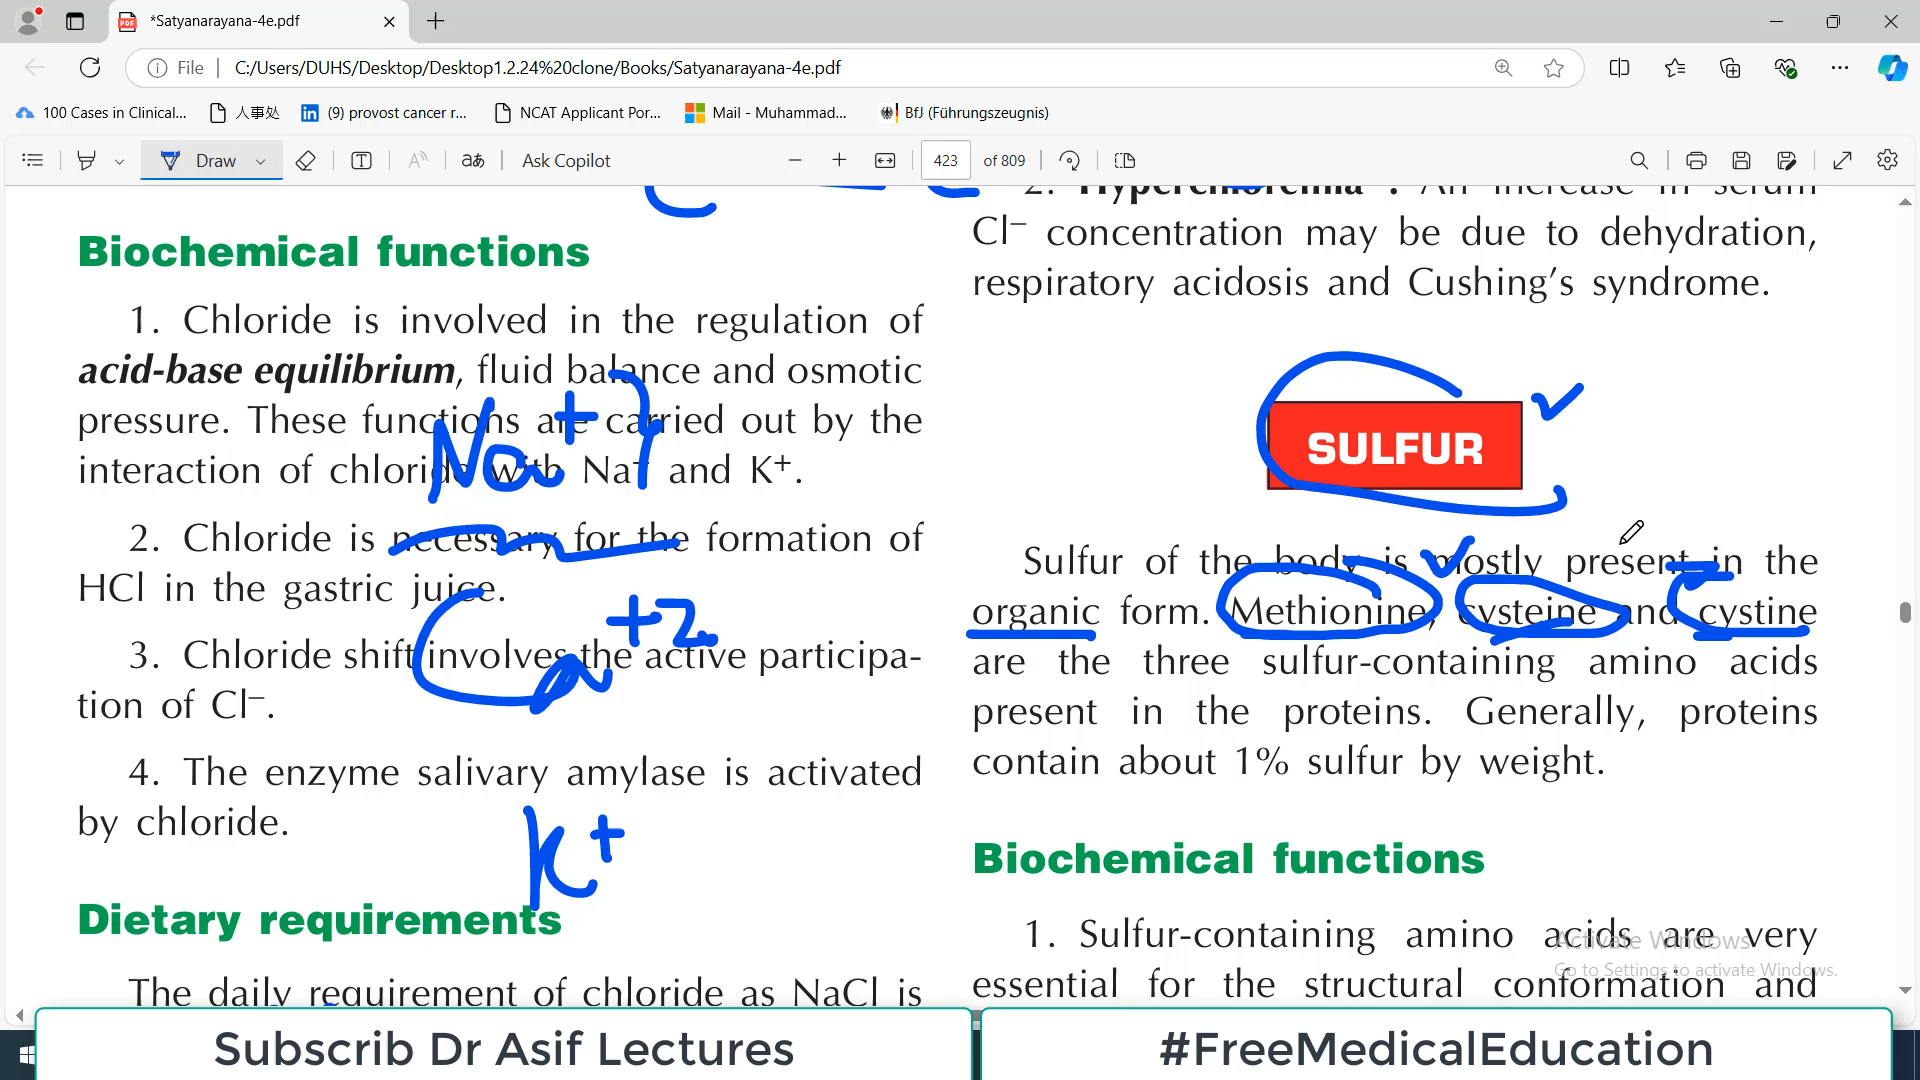 *Satyanarayana-4e.pdf
File
C:/Users/DUHS/Desktop/Desktop1.2.24%20clone/Books/Satyanarayana-4e.pdf
100 Cases in Clinical...
人事处
(9) provost cancer r...
NCAT Applicant Por...
Mail - Muhammad...
BfJ (Führungszeugnis)
Draw
Ask Copilot
423 of 809
Biochemical functions
1. Chloride is involved in the regulation of
acid-base equilibrium, fluid balance and osmotic
pressure. These functions are carried out by the
interaction of chloride with Na+ and K+.
Na+
2. Chloride is necessary for the formation of
HCl in the gastric juice.
Ca+2
3. Chloride shift involves the active participa-
tion of Cl−.
4. The enzyme salivary amylase is activated
by chloride.
K+
Dietary requirements
The daily requirement of chloride as NaCl is
2. Hyperchloremia : An increase in serum
Cl− concentration may be due to dehydration,
respiratory acidosis and Cushing's syndrome.
SULFUR
Sulfur of the body is mostly present in the
organic form. Methionine, cysteine and cystine
are the three sulfur-containing amino acids
present in the proteins. Generally, proteins
contain about 1% sulfur by weight.
Biochemical functions
1. Sulfur-containing amino acids are very
essential for the structural conformation and
Activate Windows
Go to Settings to activate Windows.
Subscrib Dr Asif Lectures
#FreeMedicalEducation